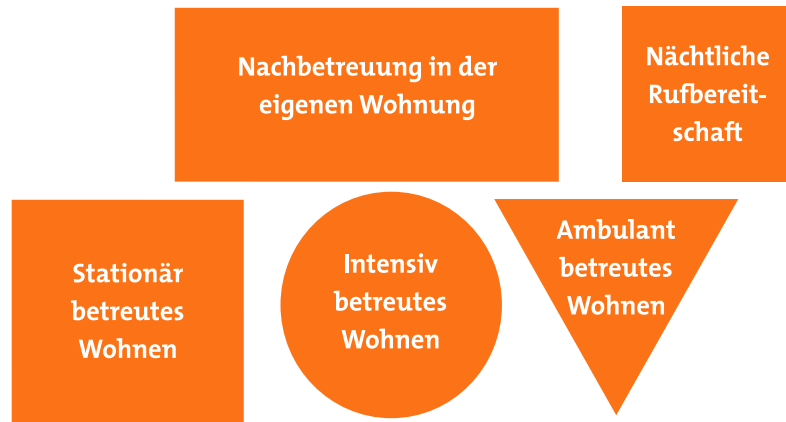 Nachbetreuung in der
eigenen Wohnung
Nächtliche
Rufbereit-
schaft
Stationär
betreutes
Wohnen
Intensiv
betreutes
Wohnen
Ambulant
betreutes
Wohnen